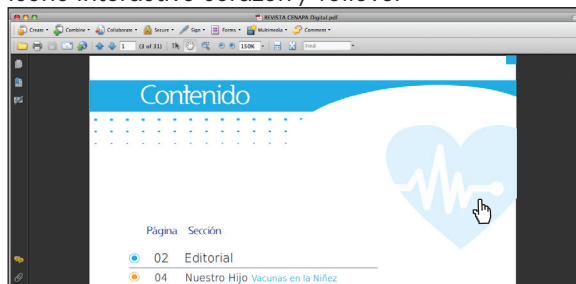 Icono interactivo corazón y rollover
REVISTA CENAPA Digital.pdf
Create Combine Collaborate Secure Sign Forms Multimedia Comment
1 (3 of 31) 150% Find
Contenido
Página Sección
02 Editorial
04 Nuestro Hijo Vacunas en la Niñez